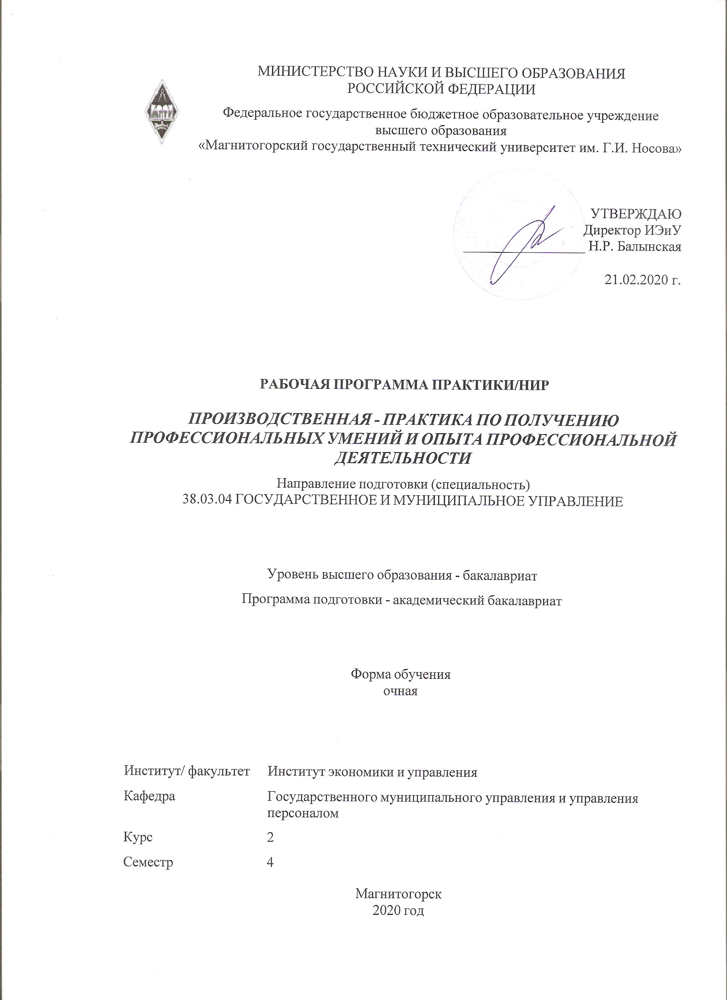 МИНИСТЕРСТВО НАУКИ И ВЫСШЕГО ОБРАЗОВАНИЯ
РОССИЙСКОЙ ФЕДЕРАЦИИ
Федеральное государственное бюджетное образовательное учреждение
высшего образования
«Магнитогорский государственный технический университет им. Г.И. Носова»
УТВЕРЖДАЮ
Директор ИЭиУ
Н.Р. Балынская
21.02.2020 г.
РАБОЧАЯ ПРОГРАММА ПРАКТИКИ/НИР
ПРОИЗВОДСТВЕННАЯ - ПРАКТИКА ПО ПОЛУЧЕНИЮ
ПРОФЕССИОНАЛЬНЫХ УМЕНИЙ И ОПЫТА ПРОФЕССИОНАЛЬНОЙ
ДЕЯТЕЛЬНОСТИ
Направление подготовки (специальность)
38.03.04 ГОСУДАРСТВЕННОЕ И МУНИЦИПАЛЬНОЕ УПРАВЛЕНИЕ
Уровень высшего образования - бакалавриат
Программа подготовки - академический бакалавриат
Форма обучения
очная
Институт/ факультет Институт экономики и управления
Кафедра Государственного муниципального управления и управления
персоналом
Курс 2
Семестр 4
Магнитогорск
2020 год